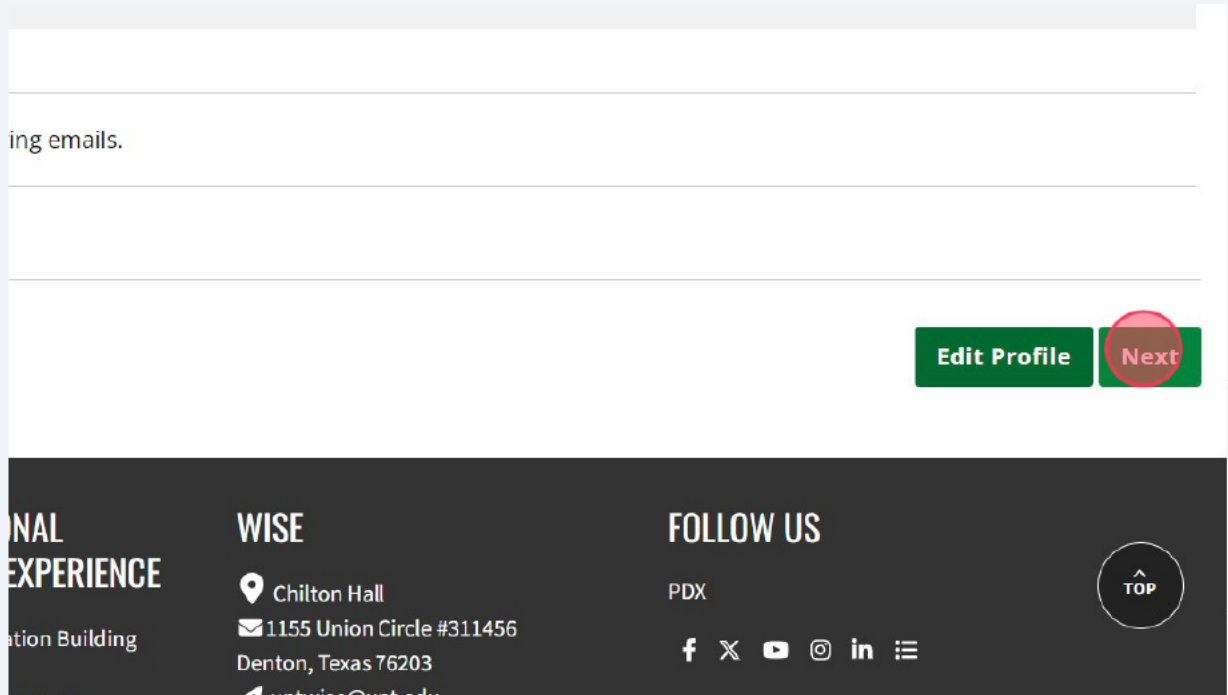 ing emails.
Edit Profile
Next
ONAL
EXPERIENCE
ation Building
WISE
Chilton Hall
1155 Union Circle #311456
Denton, Texas 76203
FOLLOW US
PDX
TOP